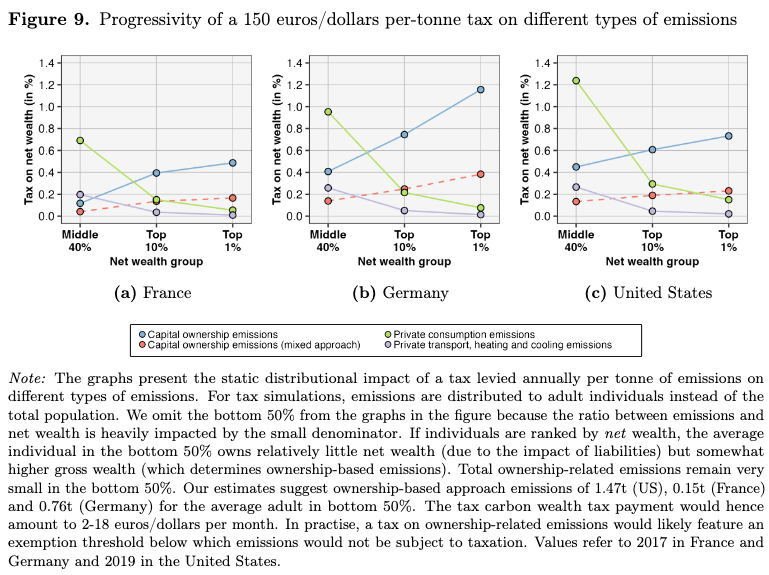 Figure 9. Progressivity of a 150 euros/dollars per-tonne tax on different types of emissions
Tax on net wealth (in %)
1.4
1.2
1.0
0.8
0.6
0.4
0.2
0.0
Middle 40%
Top 10%
Top 1%
Net wealth group
(a) France
Tax on net wealth (in %)
1.4
1.2
1.0
0.8
0.6
0.4
0.2
0.0
Middle 40%
Top 10%
Top 1%
Net wealth group
(b) Germany
Tax on net wealth (in %)
1.4
1.2
1.0
0.8
0.6
0.4
0.2
0.0
Middle 40%
Top 10%
Top 1%
Net wealth group
(c) United States
Capital ownership emissions
Capital ownership emissions (mixed approach)
Private consumption emissions
Private transport, heating and cooling emissions
Note: The graphs present the static distributional impact of a tax levied annually per tonne of emissions on
different types of emissions. For tax simulations, emissions are distributed to adult individuals instead of the
total population. We omit the bottom 50% from the graphs in the figure because the ratio between emissions and
net wealth is heavily impacted by the small denominator. If individuals are ranked by net wealth, the average
individual in the bottom 50% owns relatively little net wealth (due to the impact of liabilities) but somewhat
higher gross wealth (which determines ownership-based emissions). Total ownership-related emissions remain very
small in the bottom 50%. Our estimates suggest ownership-based approach emissions of 1.47t (US), 0.15t (France)
and 0.76t (Germany) for the average adult in bottom 50%. The tax carbon wealth tax payment would hence
amount to 2-18 euros/dollars per month. In practise, a tax on ownership-related emissions would likely feature an
exemption threshold below which emissions would not be subject to taxation. Values refer to 2017 in France and
Germany and 2019 in the United States.